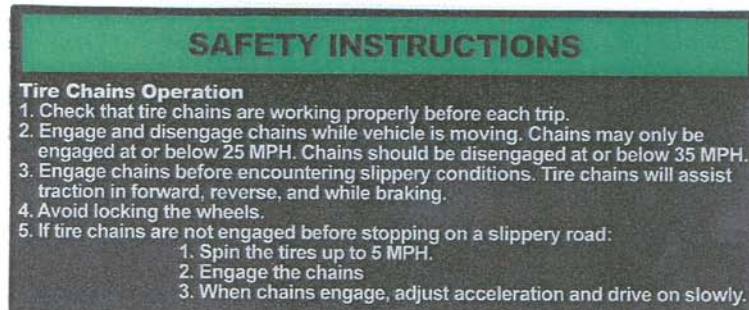 SAFETY INSTRUCTIONS
Tire Chains Operation
1. Check that tire chains are working properly before each trip.
2. Engage and disengage chains while vehicle is moving. Chains may only be
engaged at or below 25 MPH. Chains should be disengaged at or below 35 MPH.
3. Engage chains before encountering slippery conditions. Tire chains will assist
traction in forward, reverse, and while braking.
4. Avoid locking the wheels.
5. If tire chains are not engaged before stopping on a slippery road:
1. Spin the tires up to 5 MPH.
2. Engage the chains
3. When chains engage, adjust acceleration and drive on slowly.